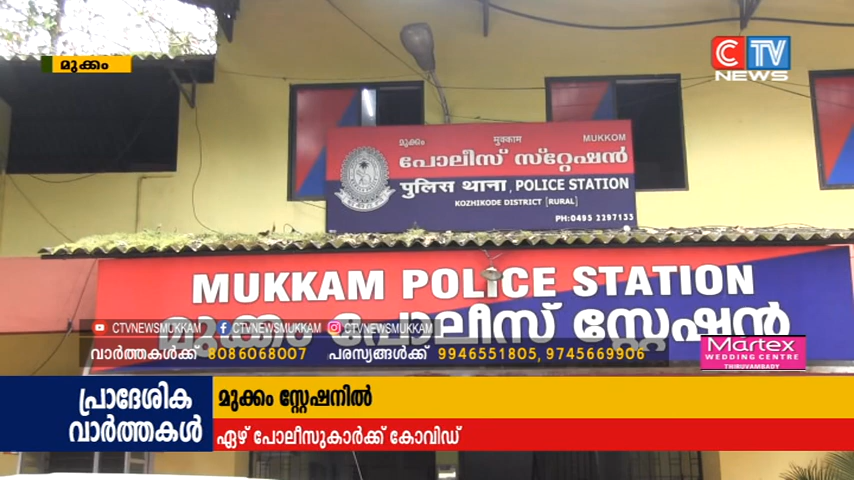 മുക്കം
CTV
NEWS
മുക്കം मुक्काम MUKKOM
പോലീസ് സ്റ്റേഷൻ
पुलिस थाना, POLICE STATION
KOZHIKODE DISTRICT [RURAL]
PH:0495 2297133
MUKKAM POLICE STATION
മുക്കം പോലീസ് സ്റ്റേഷൻ
CTVNEWSMUKKAM CTVNEWSMUKKAM CTVNEWSMUKKAM
വാർത്തകൾക്ക് 8086068007 പരസ്യങ്ങൾക്ക് 9946551805, 9745669906
Martex
WEDDING CENTRE
THIRUVAMBADY
പ്രാദേശിക
വാർത്തകൾ
മുക്കം സ്റ്റേഷനിൽ
ഏഴ് പോലീസുകാർക്ക് കോവിഡ്